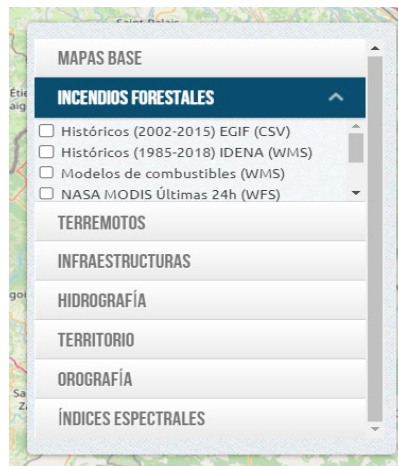 Saint-Palais
MAPAS BASE
INCENDIOS FORESTALES
Históricos (2002-2015) EGIF (CSV)
Históricos (1985-2018) IDENA (WMS)
Modelos de combustibles (WMS)
NASA MODIS Últimas 24h (WFS)
TERREMOTOS
INFRAESTRUCTURAS
HIDROGRAFÍA
TERRITORIO
OROGRAFÍA
ÍNDICES ESPECTRALES